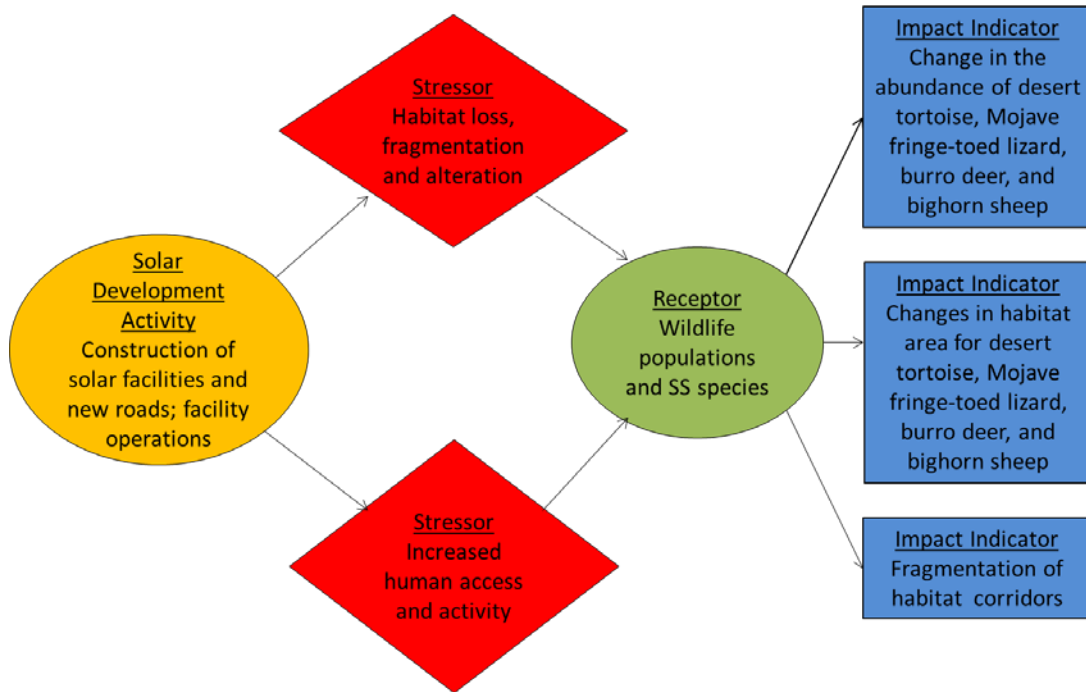 Solar
Development
Activity
Construction of
solar facilities and
new roads; facility
operations
Stressor
Habitat loss,
fragmentation
and alteration
Stressor
Increased
human access
and activity
Receptor
Wildlife
populations
and SS species
Impact Indicator
Change in the
abundance of desert
tortoise, Mojave
fringe-toed lizard,
burro deer, and
bighorn sheep
Impact Indicator
Changes in habitat
area for desert
tortoise, Mojave
fringe-toed lizard,
burro deer, and
bighorn sheep
Impact Indicator
Fragmentation of
habitat corridors